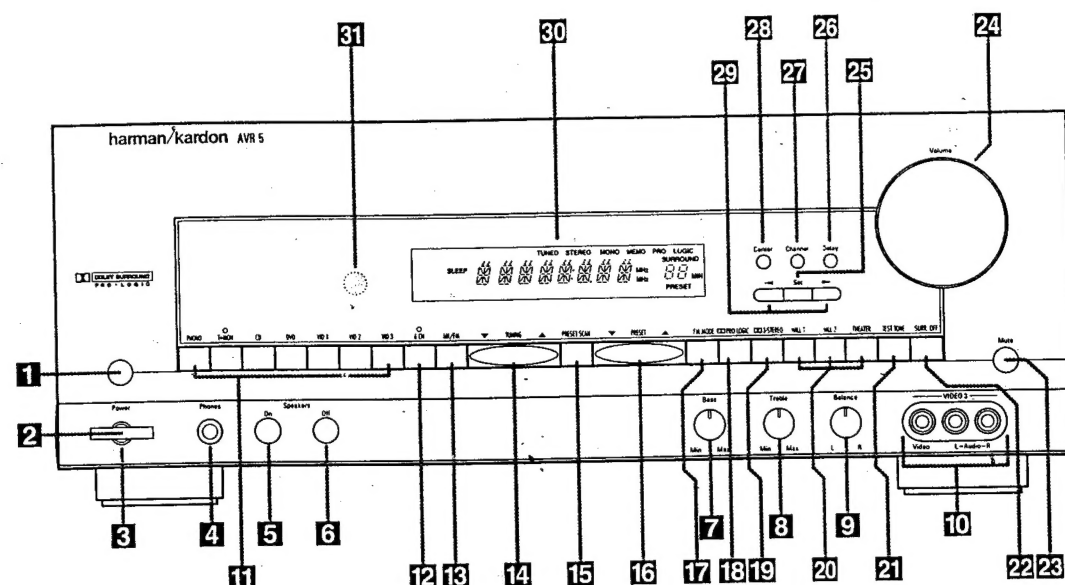 31
30
28
26
24
29
27
25
harman/kardon AVR 5
Volume
TUNED STEREO MONO MEMO PRO LOGIC
SURROUND
SLEEP
MHz
MHz
MIN
PRESET
Center Channel Delay
Set
DOLBY SURROUND
PRO·LOGIC
PHONO T-MON CD DVD VID 1 VID 2 VID 3 6 CH AM/FM TUNING PRESET SCAN PRESET FM MODE PRO LOGIC 3-STEREO HALL 1 HALL 2 THEATER TEST TONE SURR. OFF
Mute
1
Power
Phones
Speakers
On
Off
Bass
Treble
Balance
VIDEO 3
2
Min Max
Min Max
L R
Video L-Audio-R
3
4
5
6
7
8
9
10
11
12
13
14
15
16
17
18
19
20
21
22
23